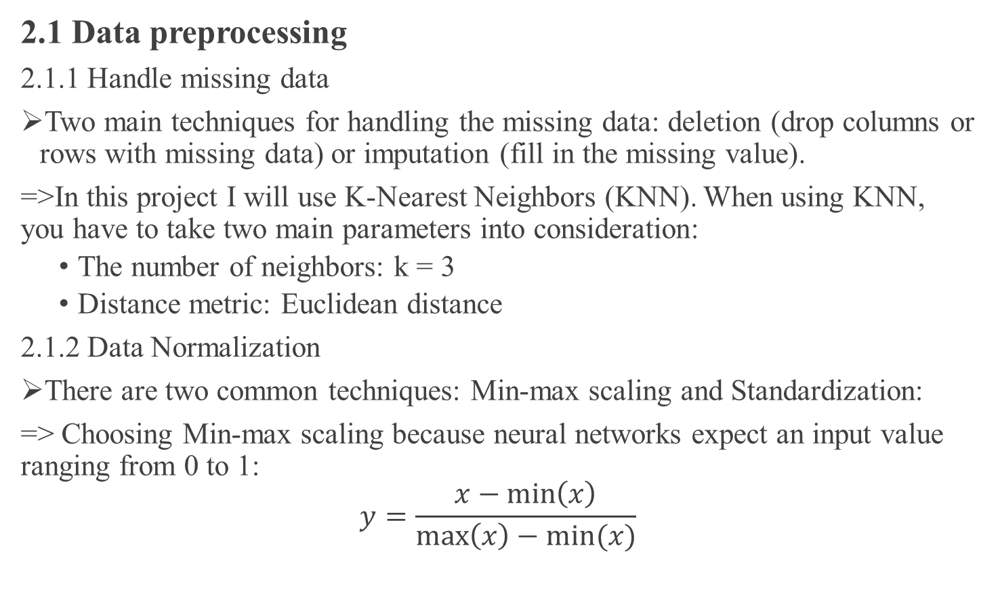 2.1 Data preprocessing
2.1.1 Handle missing data
➢Two main techniques for handling the missing data: deletion (drop columns or
rows with missing data) or imputation (fill in the missing value).
=>In this project I will use K-Nearest Neighbors (KNN). When using KNN,
you have to take two main parameters into consideration:
• The number of neighbors: k = 3
• Distance metric: Euclidean distance
2.1.2 Data Normalization
➢There are two common techniques: Min-max scaling and Standardization:
=> Choosing Min-max scaling because neural networks expect an input value
ranging from 0 to 1:
y = (x − min(x)) / (max(x) − min(x))